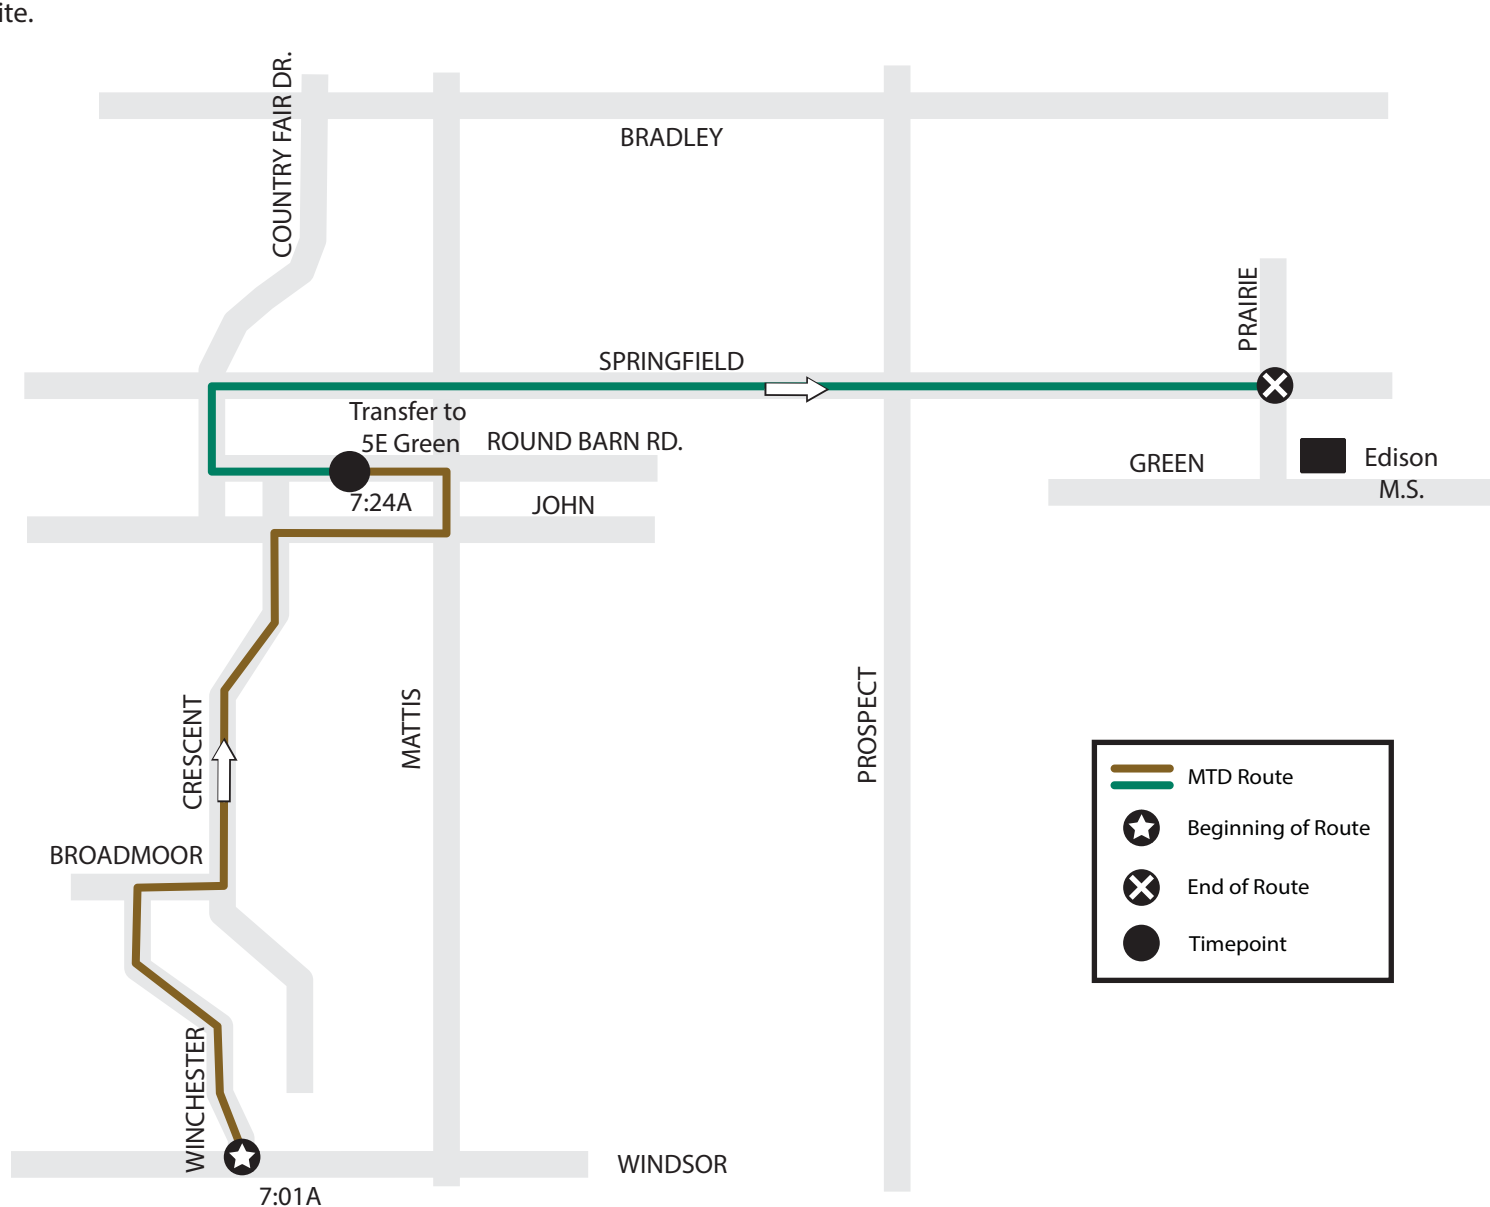 ite.
COUNTRY FAIR DR.
BRADLEY
PRAIRIE
SPRINGFIELD
Transfer to
5E Green
ROUND BARN RD.
GREEN
Edison
M.S.
7:24A
JOHN
CRESCENT
MATTIS
PROSPECT
MTD Route
Beginning of Route
End of Route
Timepoint
BROADMOOR
WINCHESTER
WINDSOR
7:01A